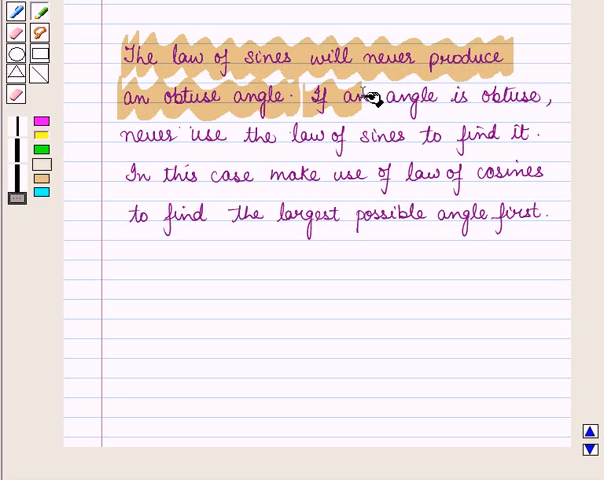 The law of sines will never produce
an obtuse angle. If an angle is obtuse,
never use the law of sines to find it.
In this case make use of law of cosines
to find the largest possible angle first.